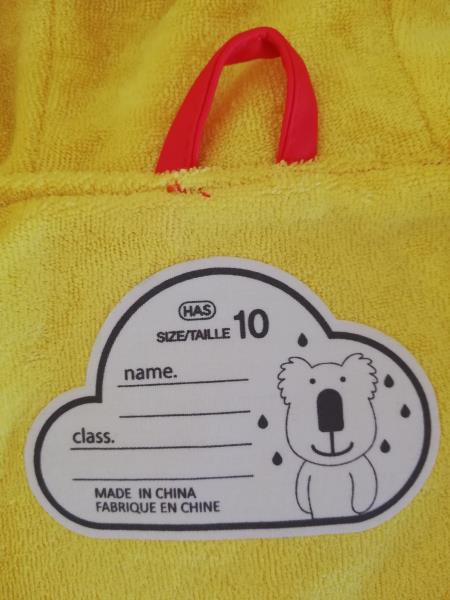 HAS
SIZE/TAILLE 10
name.
class.
MADE IN CHINA
FABRIQUE EN CHINE